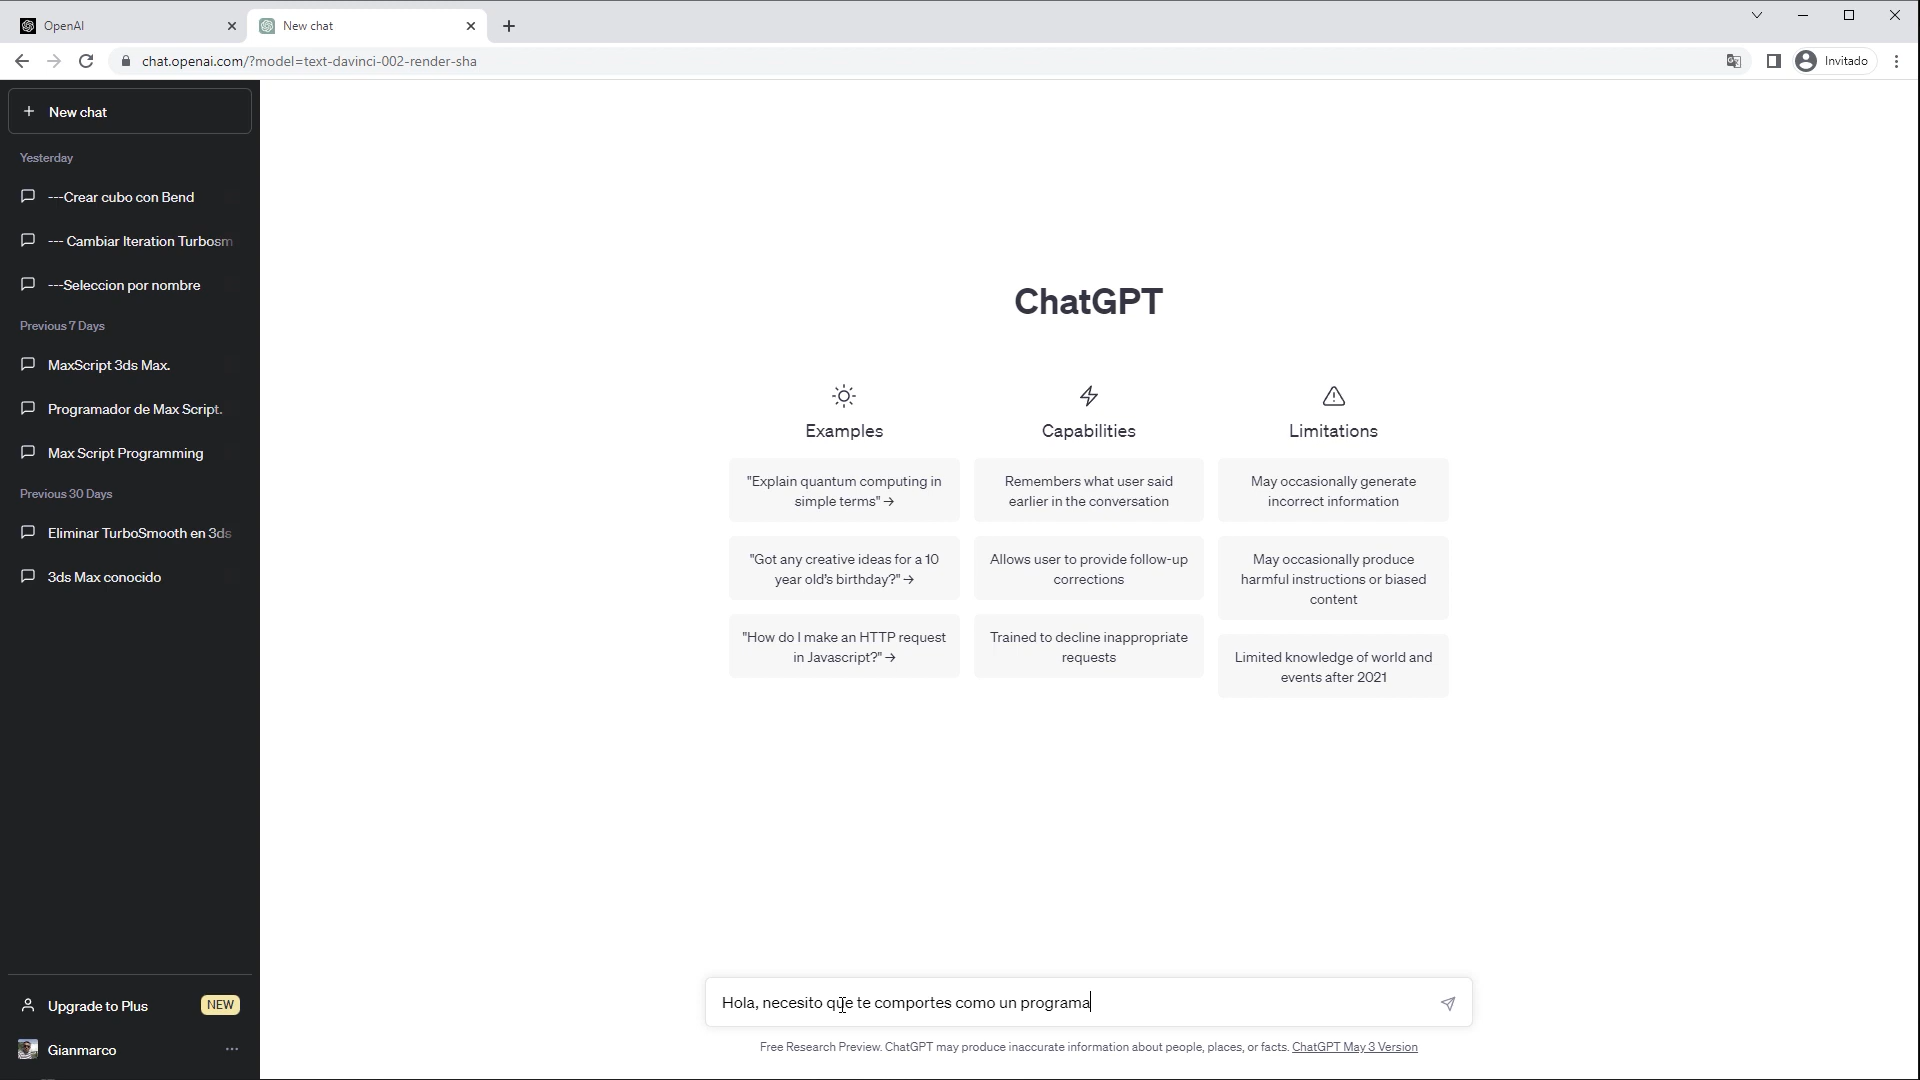 OpenAI
New chat
chat.openai.com/?model=text-davinci-002-render-sha
Invitado
New chat
Yesterday
---Crear cubo con Bend
--- Cambiar Iteration Turbosm
---Seleccion por nombre
Previous 7 Days
MaxScript 3ds Max.
Programador de Max Script.
Max Script Programming
Previous 30 Days
Eliminar TurboSmooth en 3ds
3ds Max conocido
Upgrade to Plus
NEW
Gianmarco
ChatGPT
Examples
"Explain quantum computing in
simple terms" →
"Got any creative ideas for a 10
year old's birthday?" →
"How do I make an HTTP request
in Javascript?" →
Capabilities
Remembers what user said
earlier in the conversation
Allows user to provide follow-up
corrections
Trained to decline inappropriate
requests
Limitations
May occasionally generate
incorrect information
May occasionally produce
harmful instructions or biased
content
Limited knowledge of world and
events after 2021
Hola, necesito que te comportes como un programa
Free Research Preview. ChatGPT may produce inaccurate information about people, places, or facts. ChatGPT May 3 Version